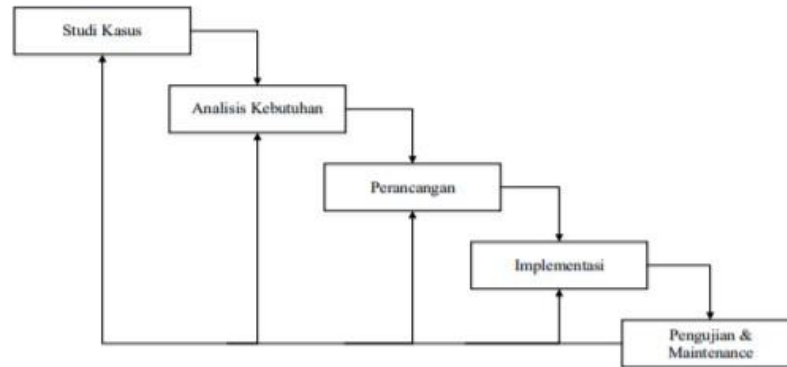 Studi Kasus
Analisis Kebutuhan
Perancangan
Implementasi
Pengujian &
Maintenance